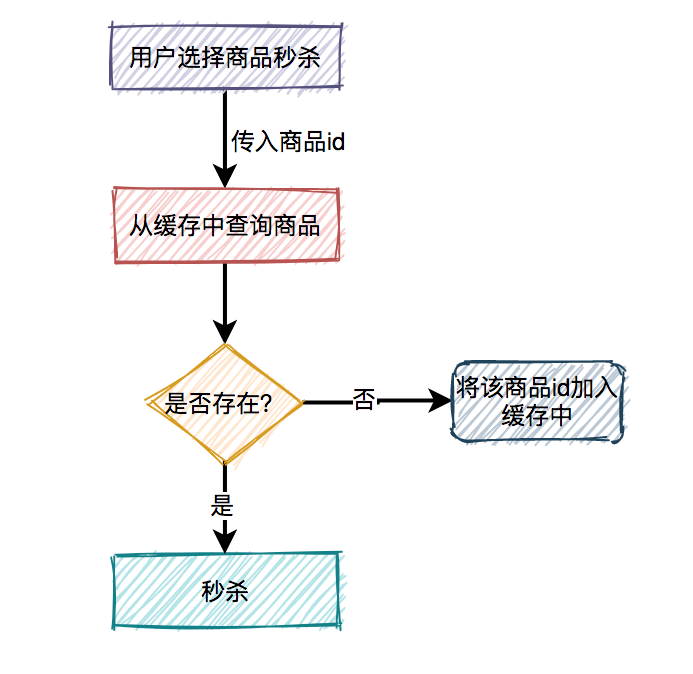 用户选择商品秒杀
传入商品id
从缓存中查询商品
是否存在?
否
将该商品id加入
缓存中
是
秒杀